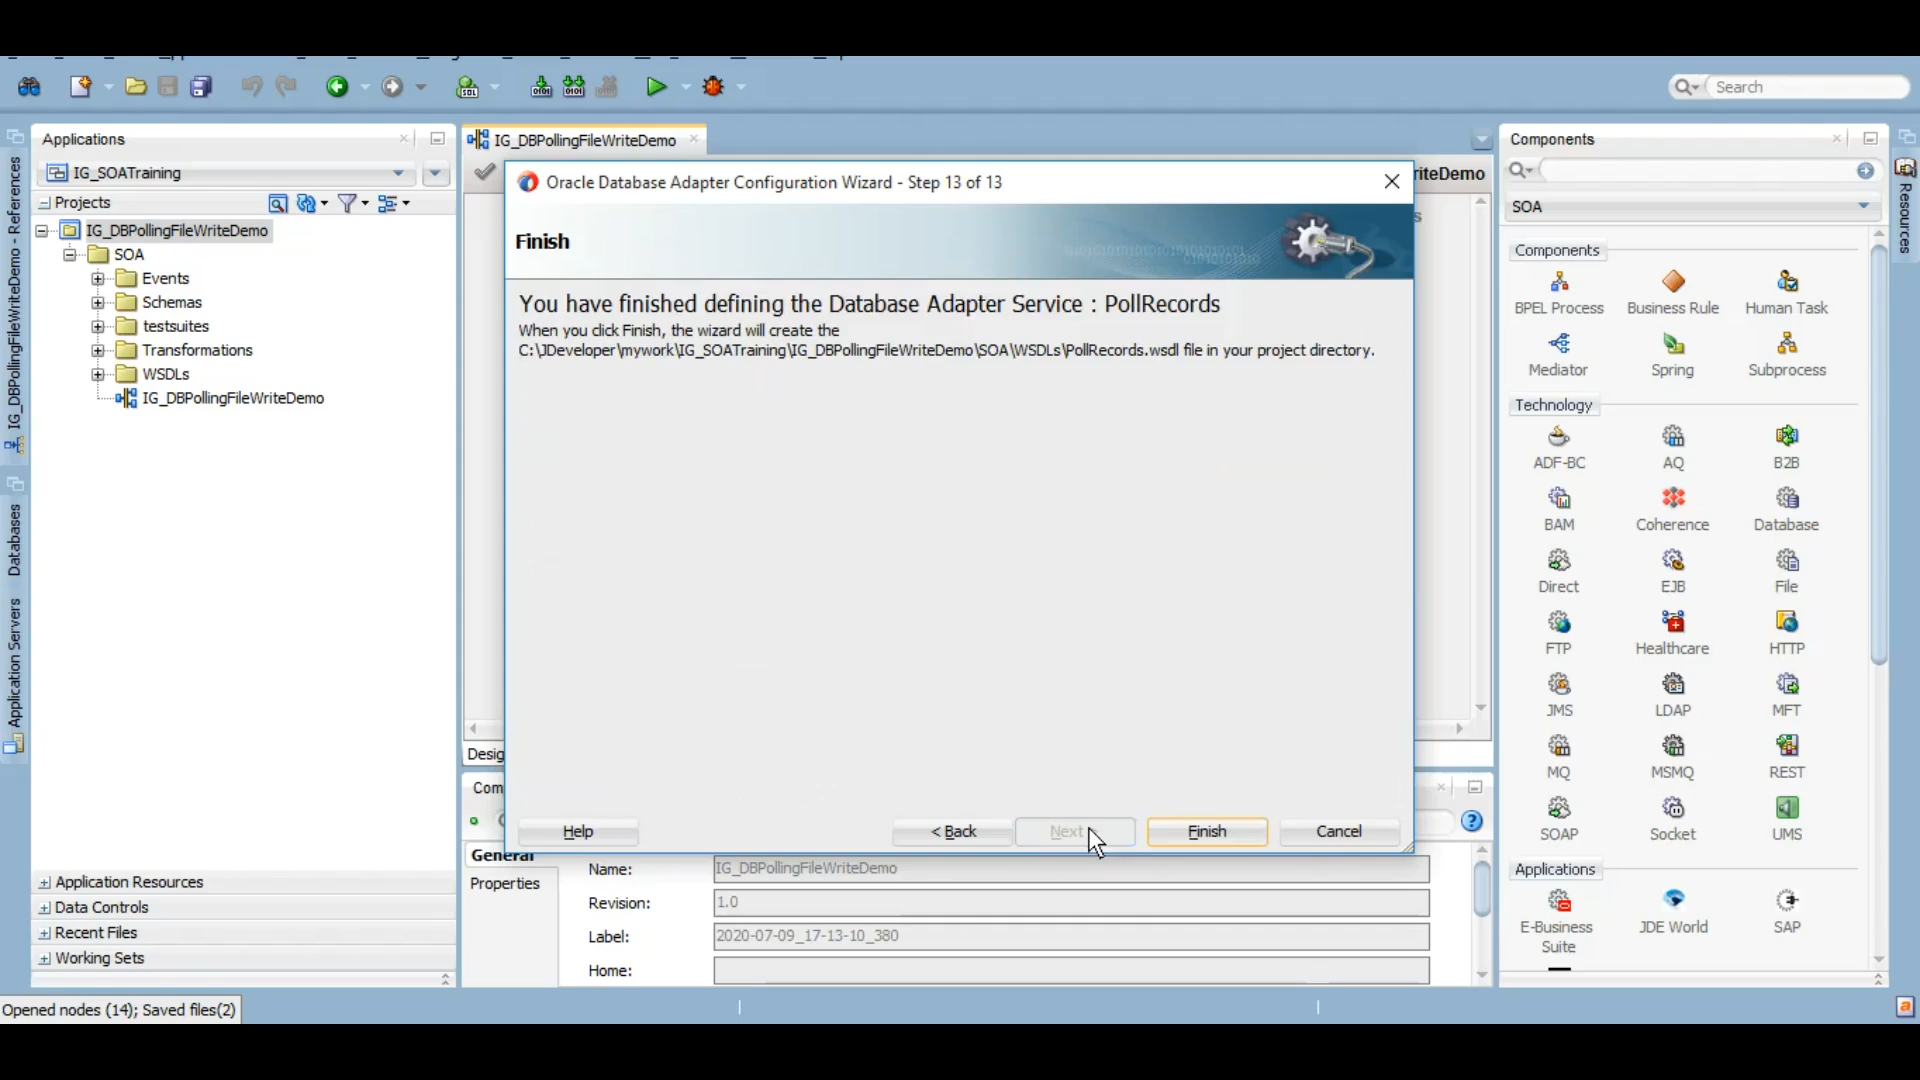 Search
Applications
IG_SOATraining
Projects
IG_DBPollingFileWriteDemo
SOA
Events
Schemas
testsuites
Transformations
WSDLs
IG_DBPollingFileWriteDemo
Application Resources
Data Controls
Recent Files
Working Sets
Opened nodes (14); Saved files(2)
IG_DBPollingFileWriteDemo - References
Databases
Application Servers
IG_DBPollingFileWriteDemo
riteDemo
s
Oracle Database Adapter Configuration Wizard - Step 13 of 13
Finish
You have finished defining the Database Adapter Service : PollRecords
When you click Finish, the wizard will create the
C:\JDeveloper\mywork\IG_SOATraining\IG_DBPollingFileWriteDemo\SOA\WSDLs\PollRecords.wsdl file in your project directory.
Help
< Back
Next
Finish
Cancel
Desig
Com
General
Properties
Name: IG_DBPollingFileWriteDemo
Revision: 1.0
Label: 2020-07-09_17-13-10_380
Home:
Components
SOA
Components
BPEL Process Business Rule Human Task
Mediator Spring Subprocess
Technology
ADF-BC AQ B2B
BAM Coherence Database
Direct EJB File
FTP Healthcare HTTP
JMS LDAP MFT
MQ MSMQ REST
SOAP Socket UMS
Applications
E-Business Suite JDE World SAP
Resources